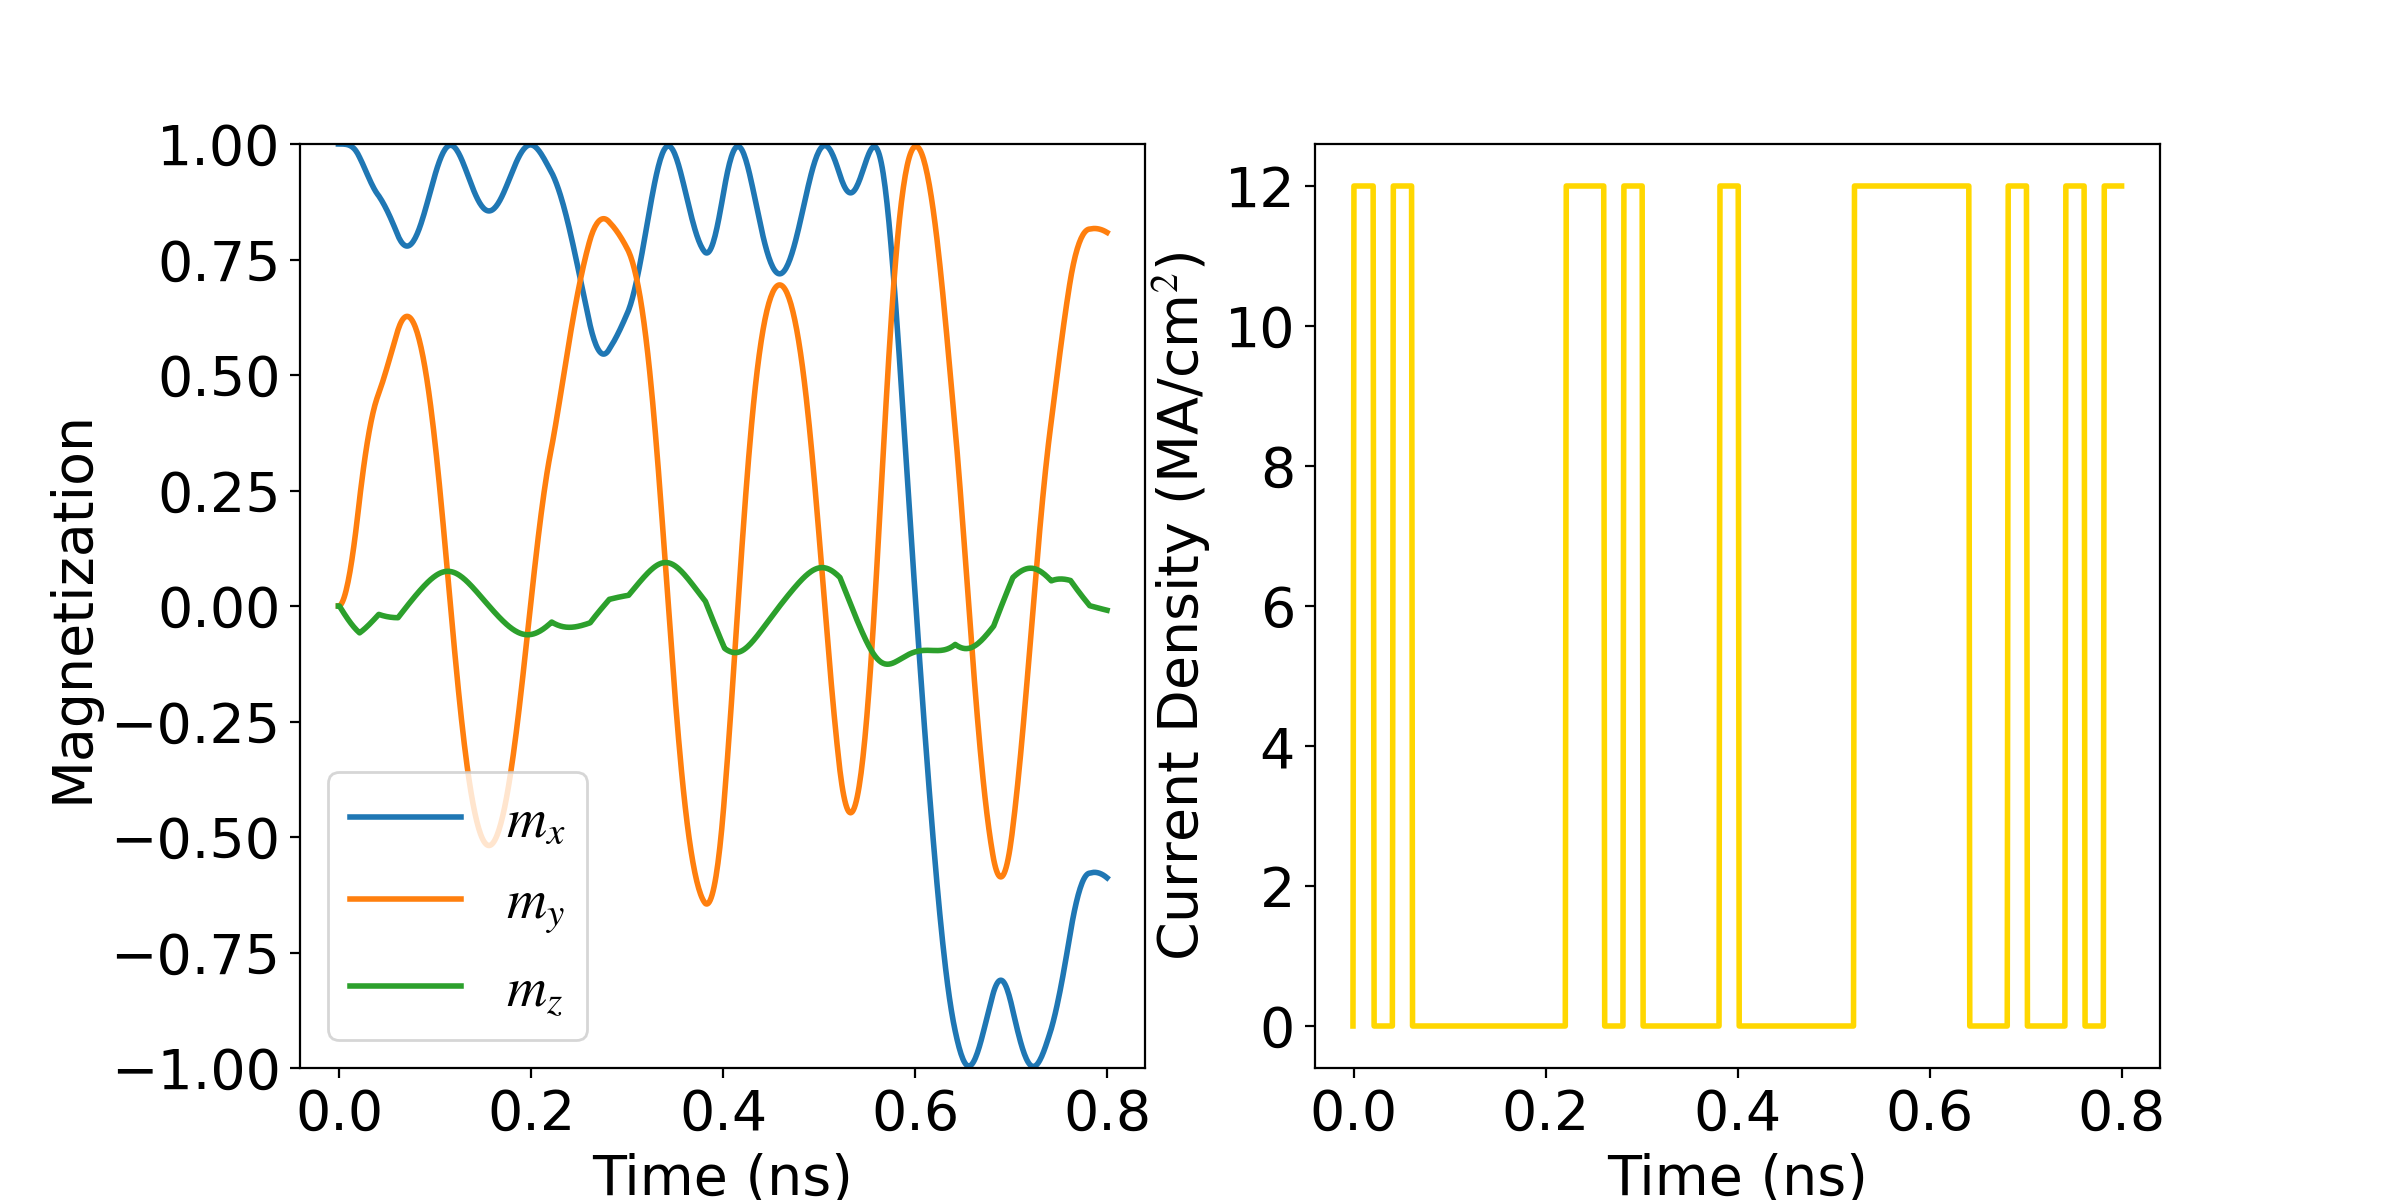 Magnetization
1.00
0.75
0.50
0.25
0.00
−0.25
−0.50
−0.75
−1.00
m_x
m_y
m_z
0.0 0.2 0.4 0.6 0.8
Time (ns)
Current Density (MA/cm²)
12
10
8
6
4
2
0
0.0 0.2 0.4 0.6 0.8
Time (ns)